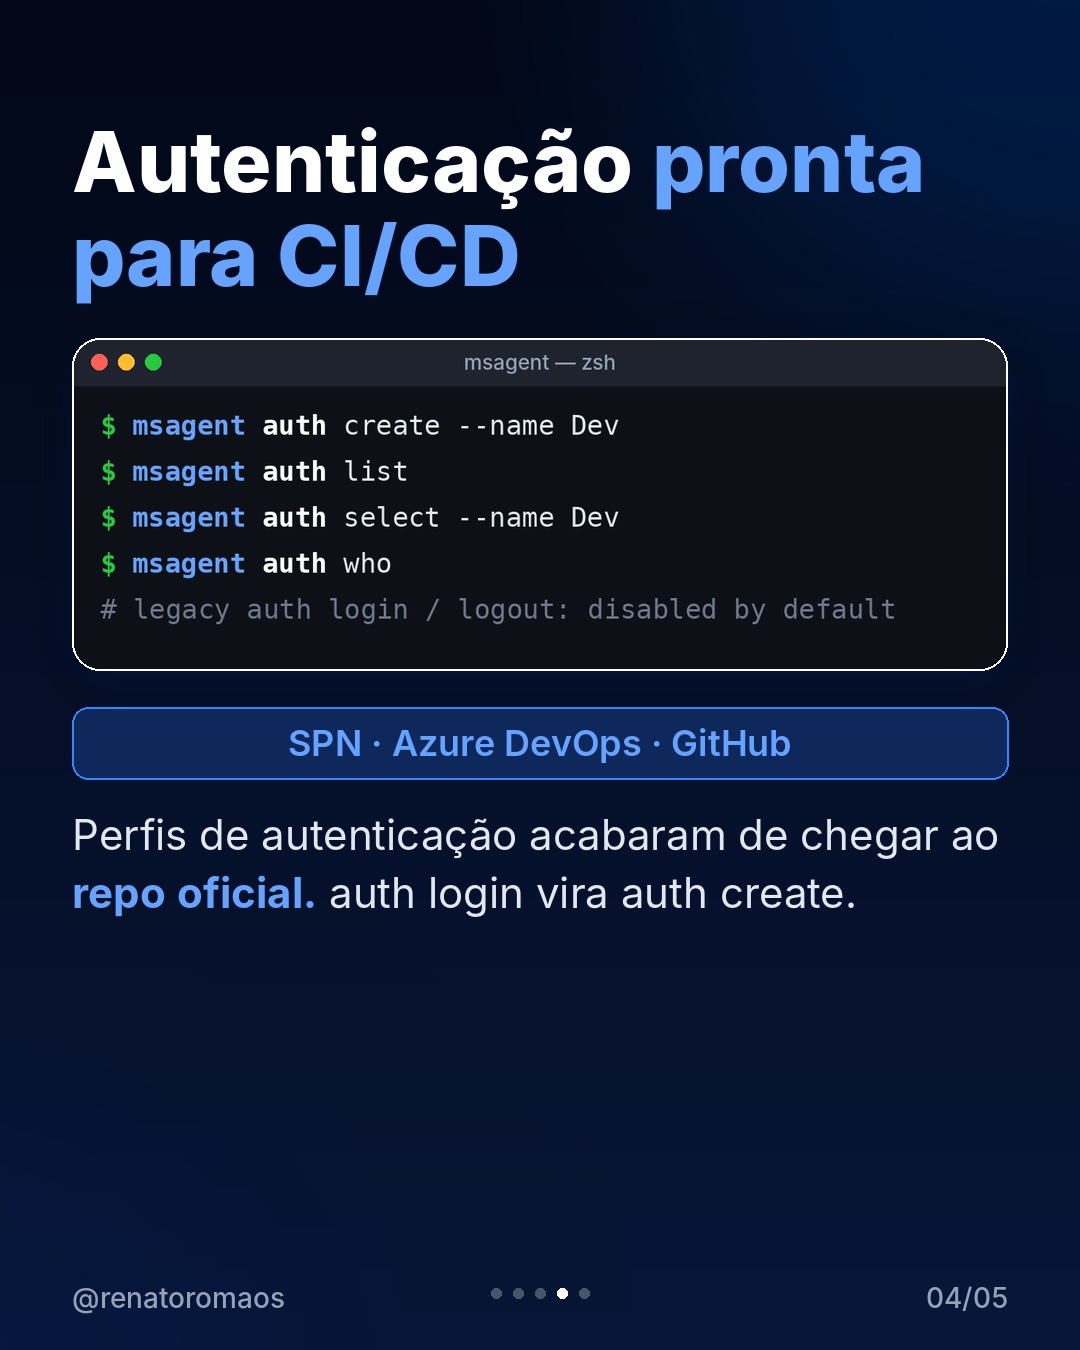 Autenticação pronta
para CI/CD
msagent — zsh
$ msagent auth create --name Dev
$ msagent auth list
$ msagent auth select --name Dev
$ msagent auth who
# legacy auth login / logout: disabled by default
SPN · Azure DevOps · GitHub
Perfis de autenticação acabaram de chegar ao
repo oficial. auth login vira auth create.
@renatoromaos
04/05